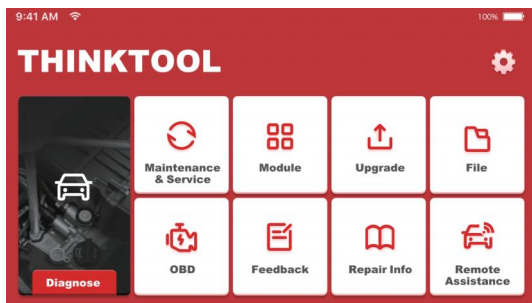 9:41 AM
100%
THINKTOOL
Maintenance
& Service
Module
Upgrade
File
Diagnose
OBD
Feedback
Repair Info
Remote
Assistance